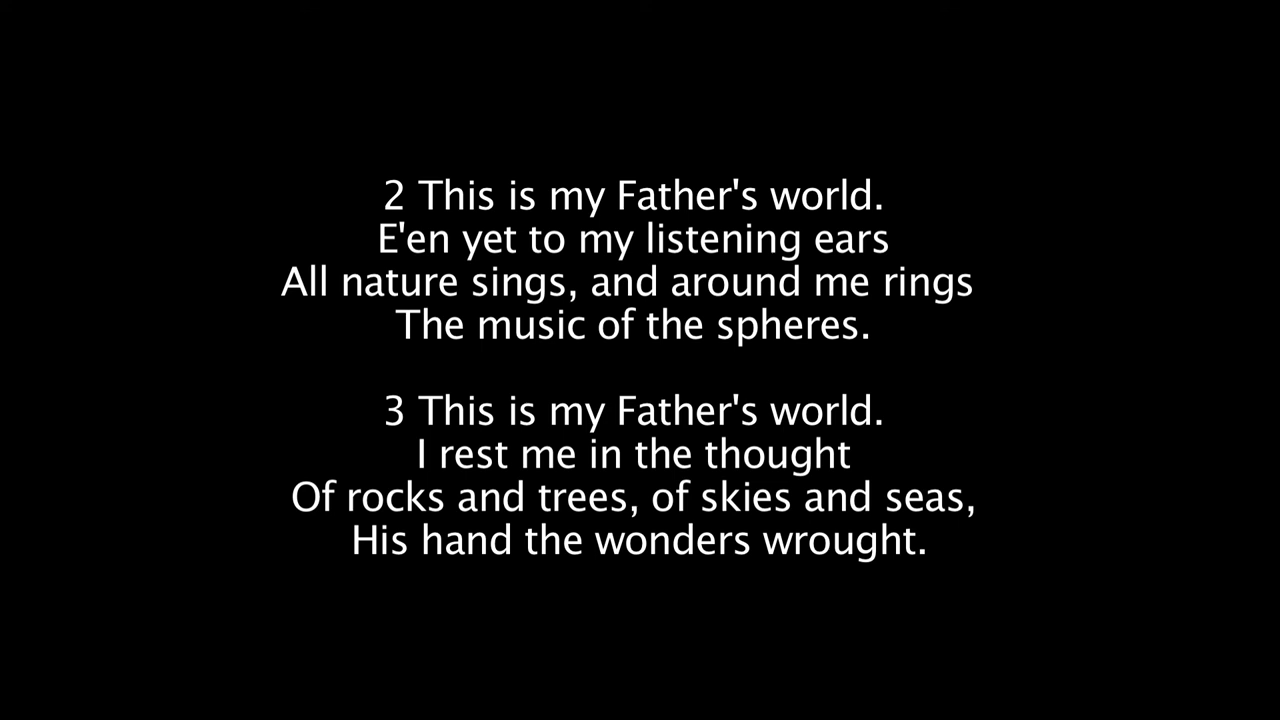 2 This is my Father's world.
E'en yet to my listening ears
All nature sings, and around me rings
The music of the spheres.
3 This is my Father's world.
I rest me in the thought
Of rocks and trees, of skies and seas,
His hand the wonders wrought.